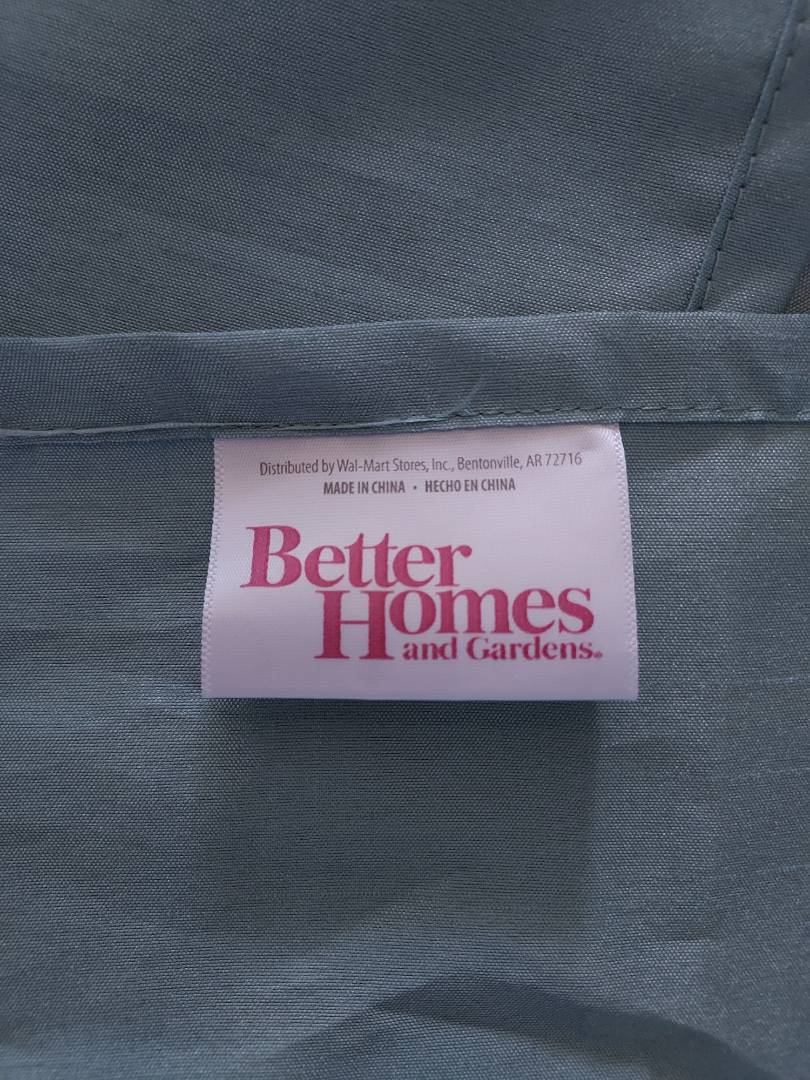 Distributed by Wal-Mart Stores, Inc., Bentonville, AR 72716
MADE IN CHINA • HECHO EN CHINA
Better
Homes
and Gardens®